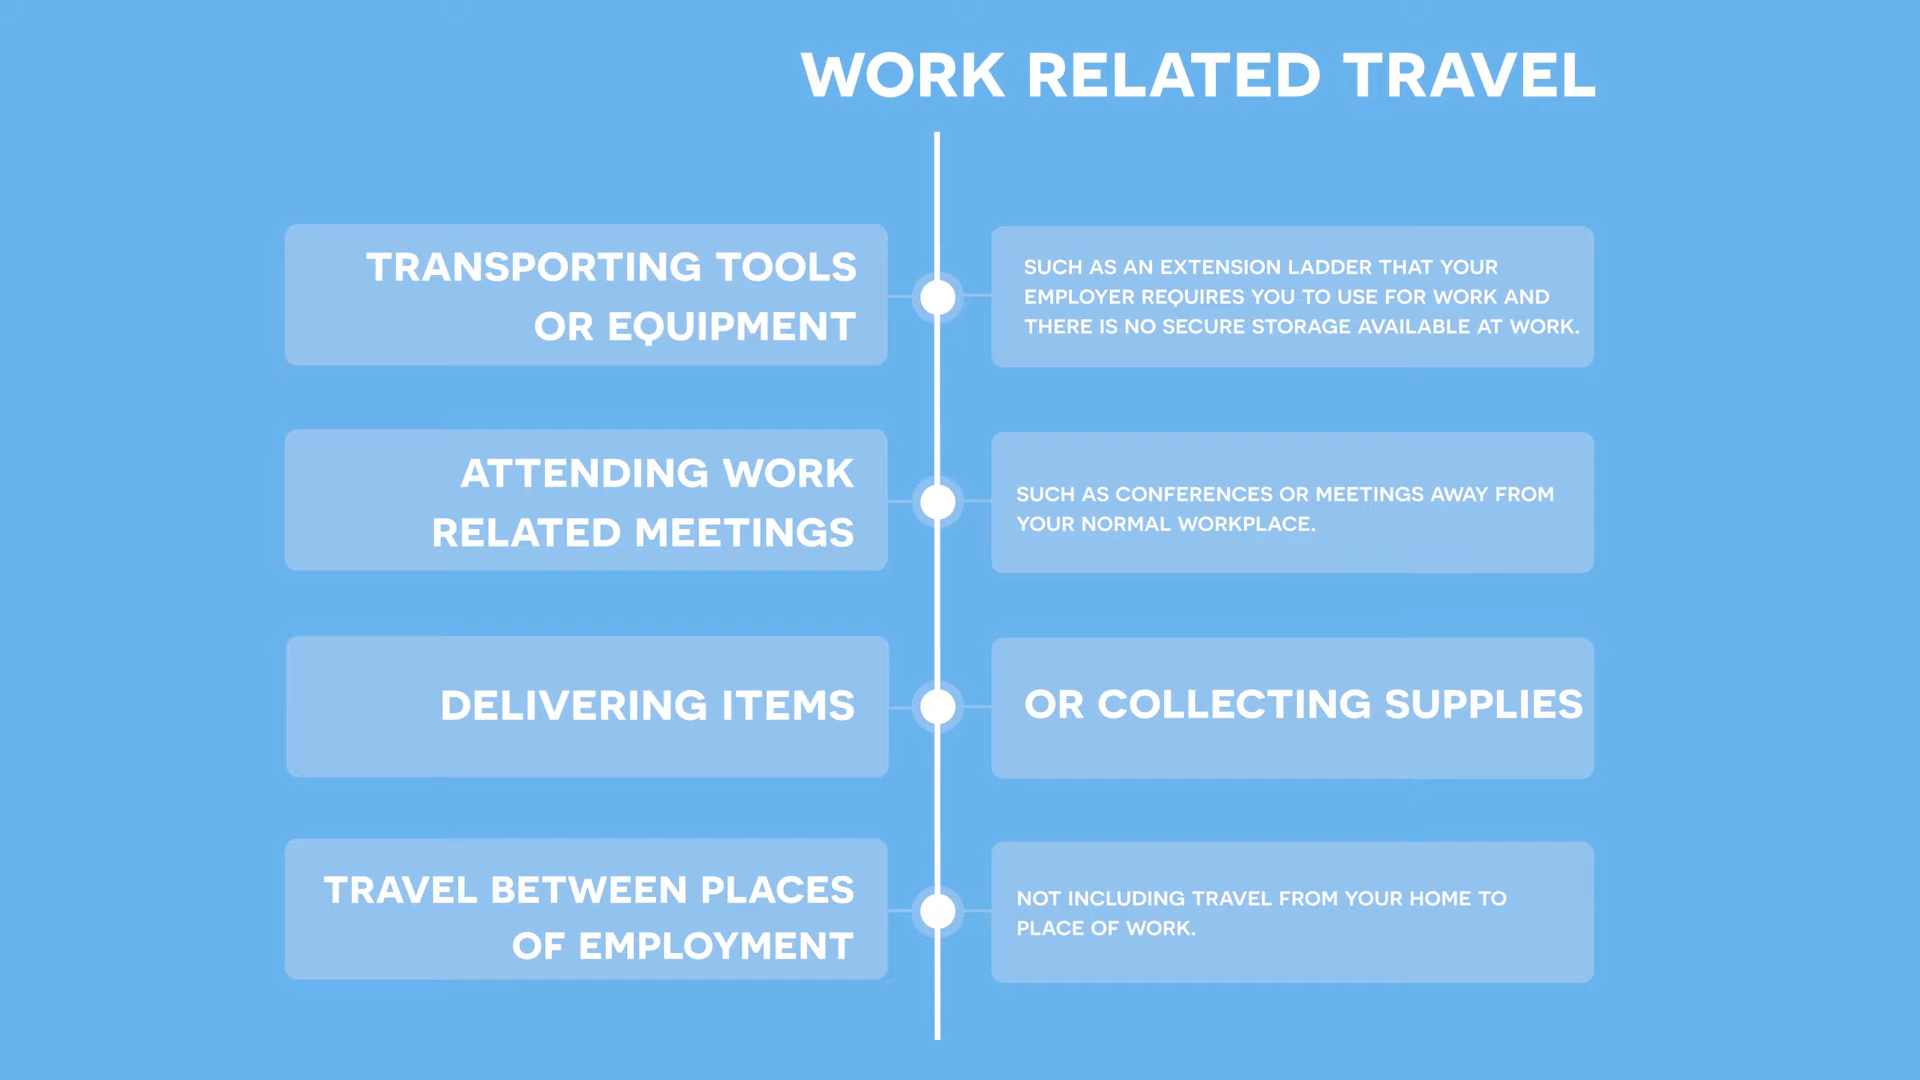 WORK RELATED TRAVEL
TRANSPORTING TOOLS
OR EQUIPMENT
SUCH AS AN EXTENSION LADDER THAT YOUR
EMPLOYER REQUIRES YOU TO USE FOR WORK AND
THERE IS NO SECURE STORAGE AVAILABLE AT WORK.
ATTENDING WORK
RELATED MEETINGS
SUCH AS CONFERENCES OR MEETINGS AWAY FROM
YOUR NORMAL WORKPLACE.
DELIVERING ITEMS
OR COLLECTING SUPPLIES
TRAVEL BETWEEN PLACES
OF EMPLOYMENT
NOT INCLUDING TRAVEL FROM YOUR HOME TO
PLACE OF WORK.